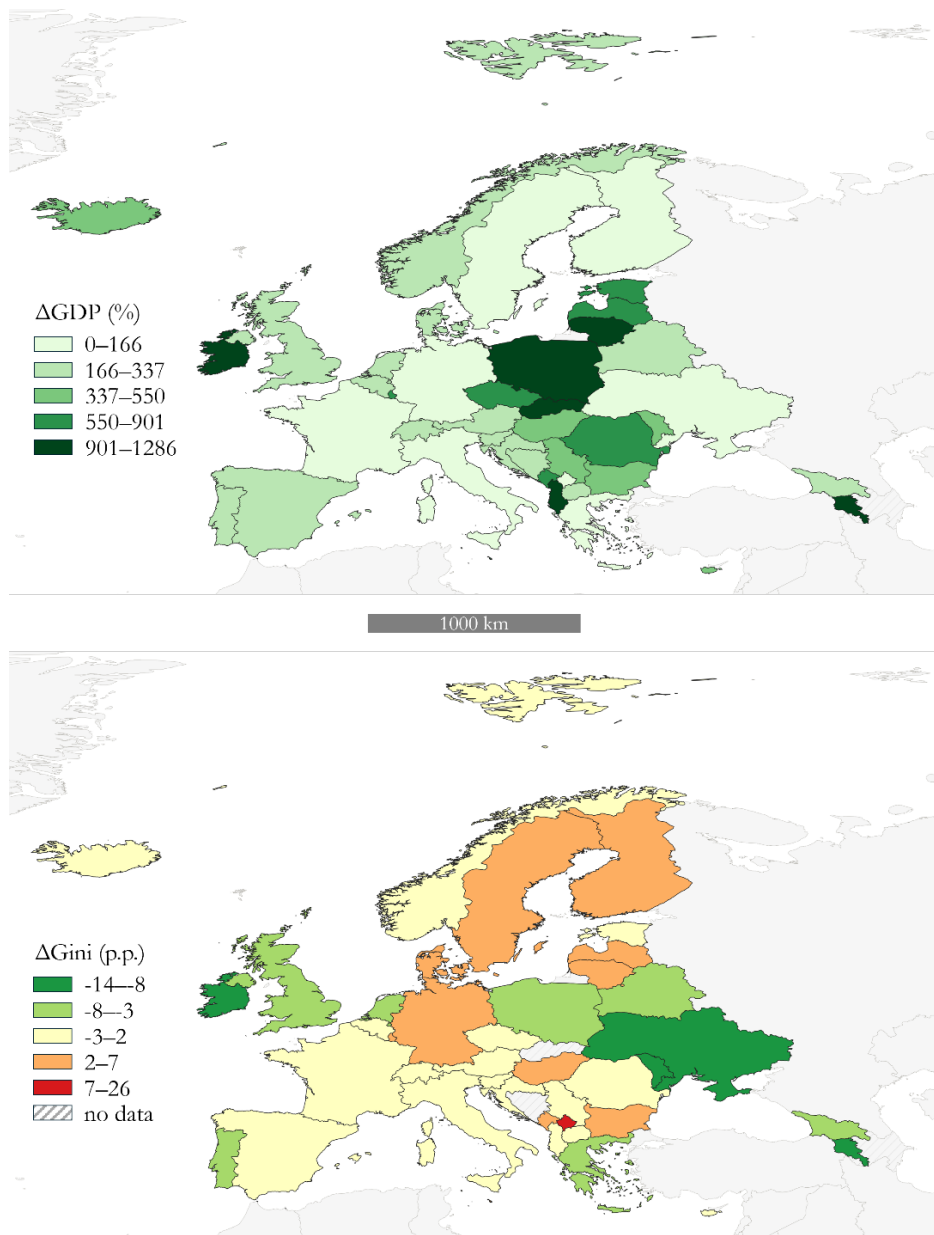 ΔGDP (%)
0–166
166–337
337–550
550–901
901–1286
1000 km
ΔGini (p.p.)
-14–-8
-8–-3
-3–2
2–7
7–26
no data